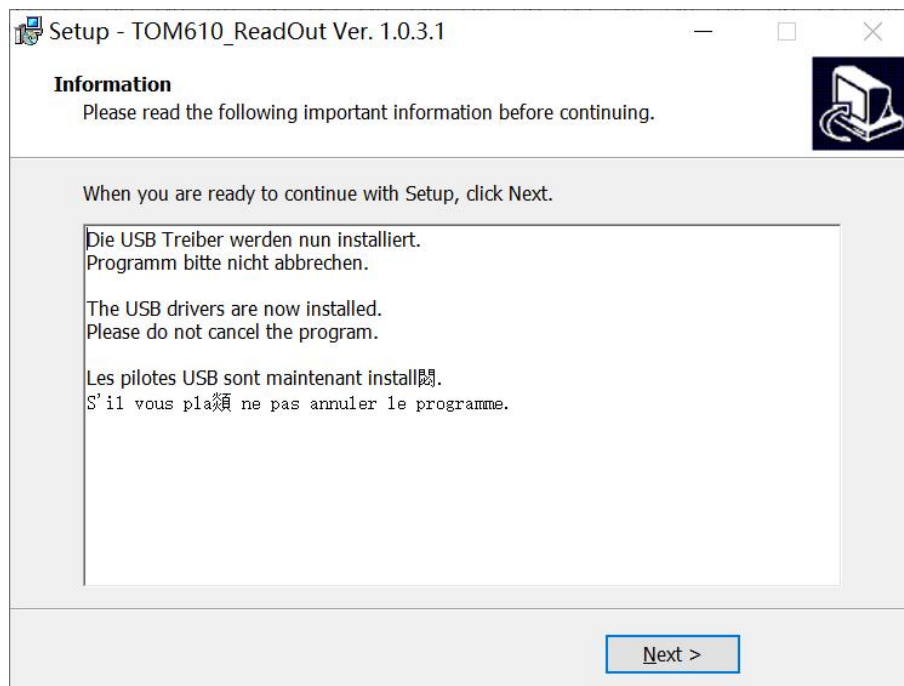 Setup - TOM610_ReadOut Ver. 1.0.3.1
Information
Please read the following important information before continuing.
When you are ready to continue with Setup, click Next.
Die USB Treiber werden nun installiert.
Programm bitte nicht abbrechen.
The USB drivers are now installed.
Please do not cancel the program.
Les pilotes USB sont maintenant install閟.
S'il vous pla顃 ne pas annuler le programme.
Next >